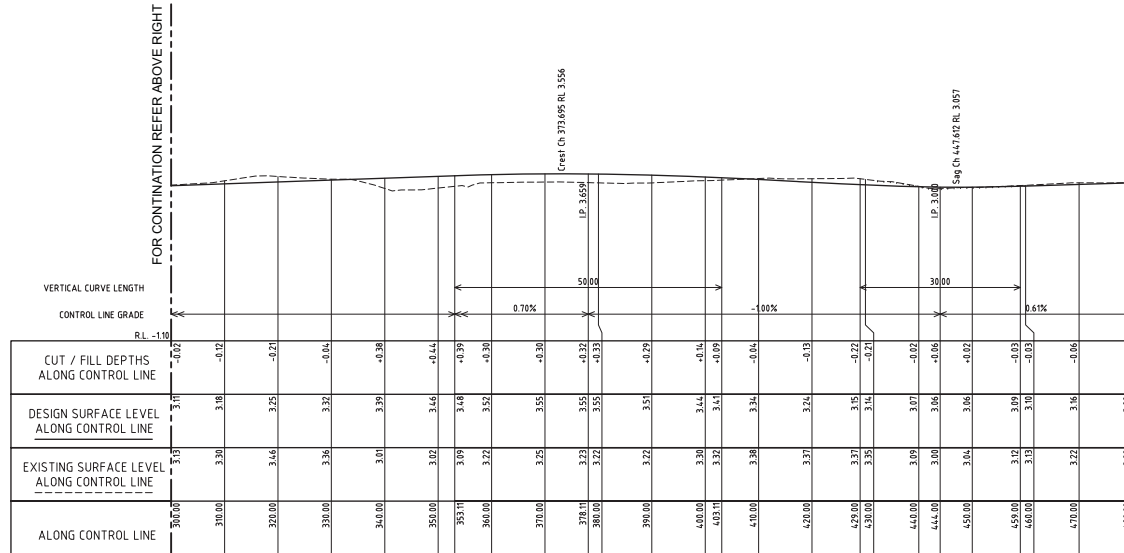 FOR CONTINATION REFER ABOVE RIGHT
Crest Ch 373.695 RL 3.556
Sag Ch 447.612 RL 3.057
I.P. 3.659
I.P. 3.000
VERTICAL CURVE LENGTH
50.00
30.00
CONTROL LINE GRADE
0.70%
-1.00%
0.61%
R.L. -1.10
CUT / FILL DEPTHS
ALONG CONTROL LINE
-0.02 -0.12 -0.21 -0.04 +0.38 +0.44 +0.39 +0.30 +0.30 +0.32 +0.33 +0.29 +0.14 +0.09 -0.04 -0.13 -0.22 -0.21 -0.02 +0.06 +0.02 -0.03 -0.03 -0.06
DESIGN SURFACE LEVEL
ALONG CONTROL LINE
3.11 3.18 3.25 3.32 3.39 3.46 3.48 3.52 3.55 3.55 3.55 3.51 3.44 3.41 3.34 3.24 3.15 3.14 3.07 3.06 3.06 3.09 3.10 3.16
EXISTING SURFACE LEVEL
ALONG CONTROL LINE
3.13 3.30 3.46 3.36 3.01 3.02 3.09 3.22 3.25 3.23 3.22 3.22 3.30 3.32 3.38 3.37 3.37 3.35 3.09 3.00 3.04 3.12 3.13 3.22
ALONG CONTROL LINE
300.00 310.00 320.00 330.00 340.00 350.00 353.11 360.00 370.00 378.11 380.00 390.00 400.00 403.11 410.00 420.00 429.00 430.00 440.00 444.00 450.00 459.00 460.00 470.00